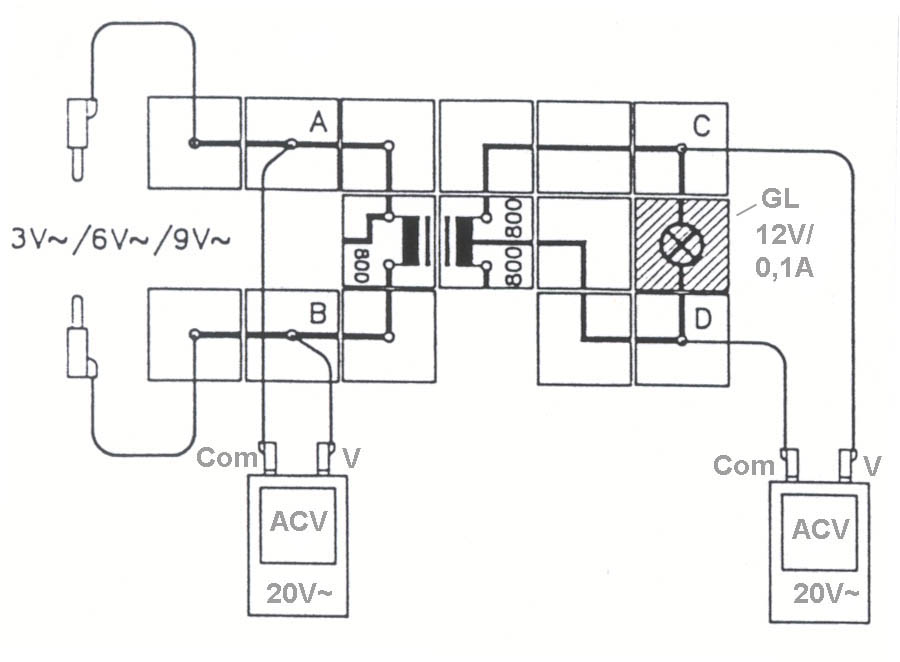 A
C
800
800
800
GL
12V/
0,1A
3V~/6V~/9V~
B
D
Com V
Com V
ACV
ACV
20V~
20V~